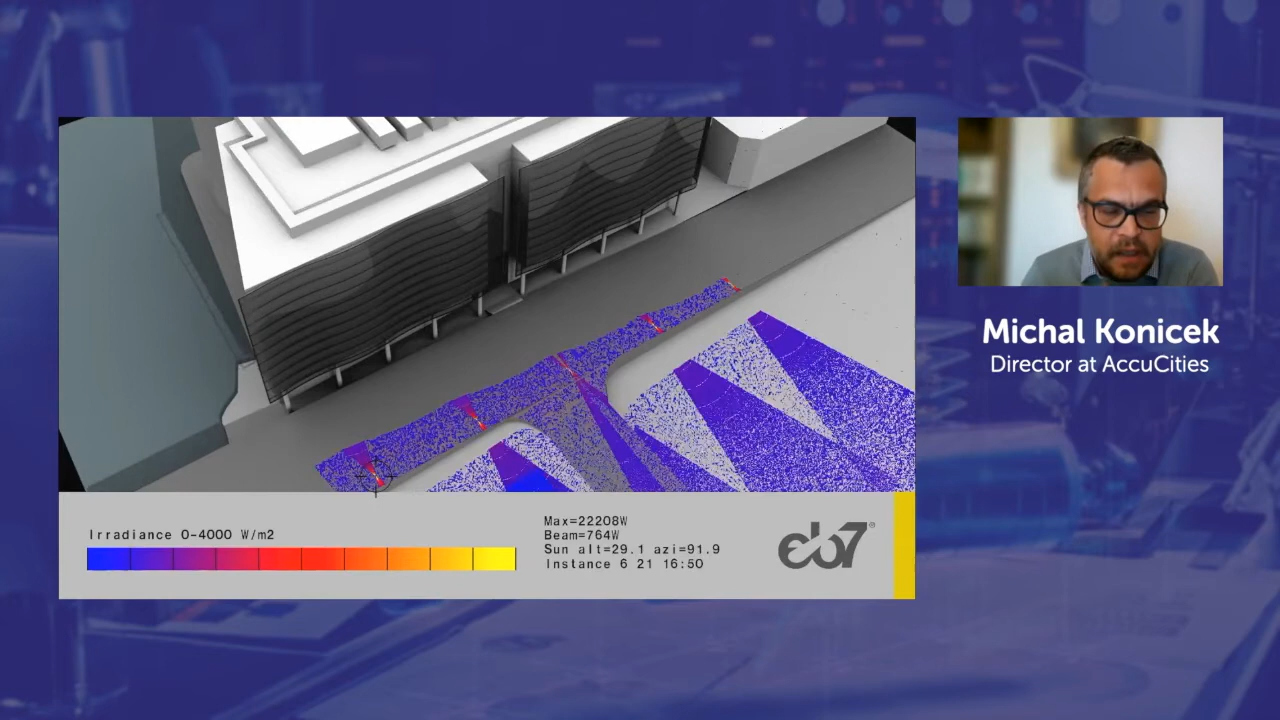 Irradiance 0-4000 W/m2
Max=22208W
Beam=764W
Sun alt=29.1 azi=91.9
Instance 6 21 16:50
eb7®
Michal Konicek
Director at AccuCities